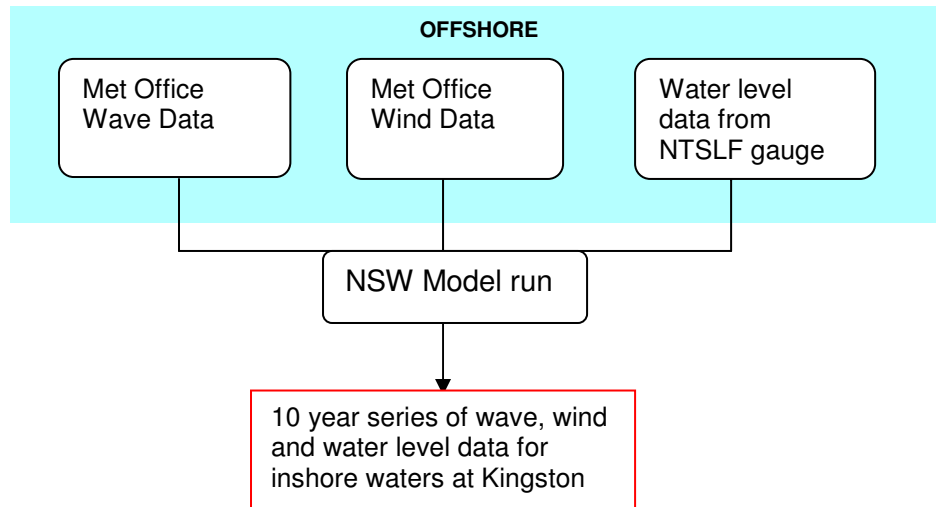 OFFSHORE
Met Office
Wave Data
Met Office
Wind Data
Water level
data from
NTSLF gauge
NSW Model run
10 year series of wave, wind
and water level data for
inshore waters at Kingston